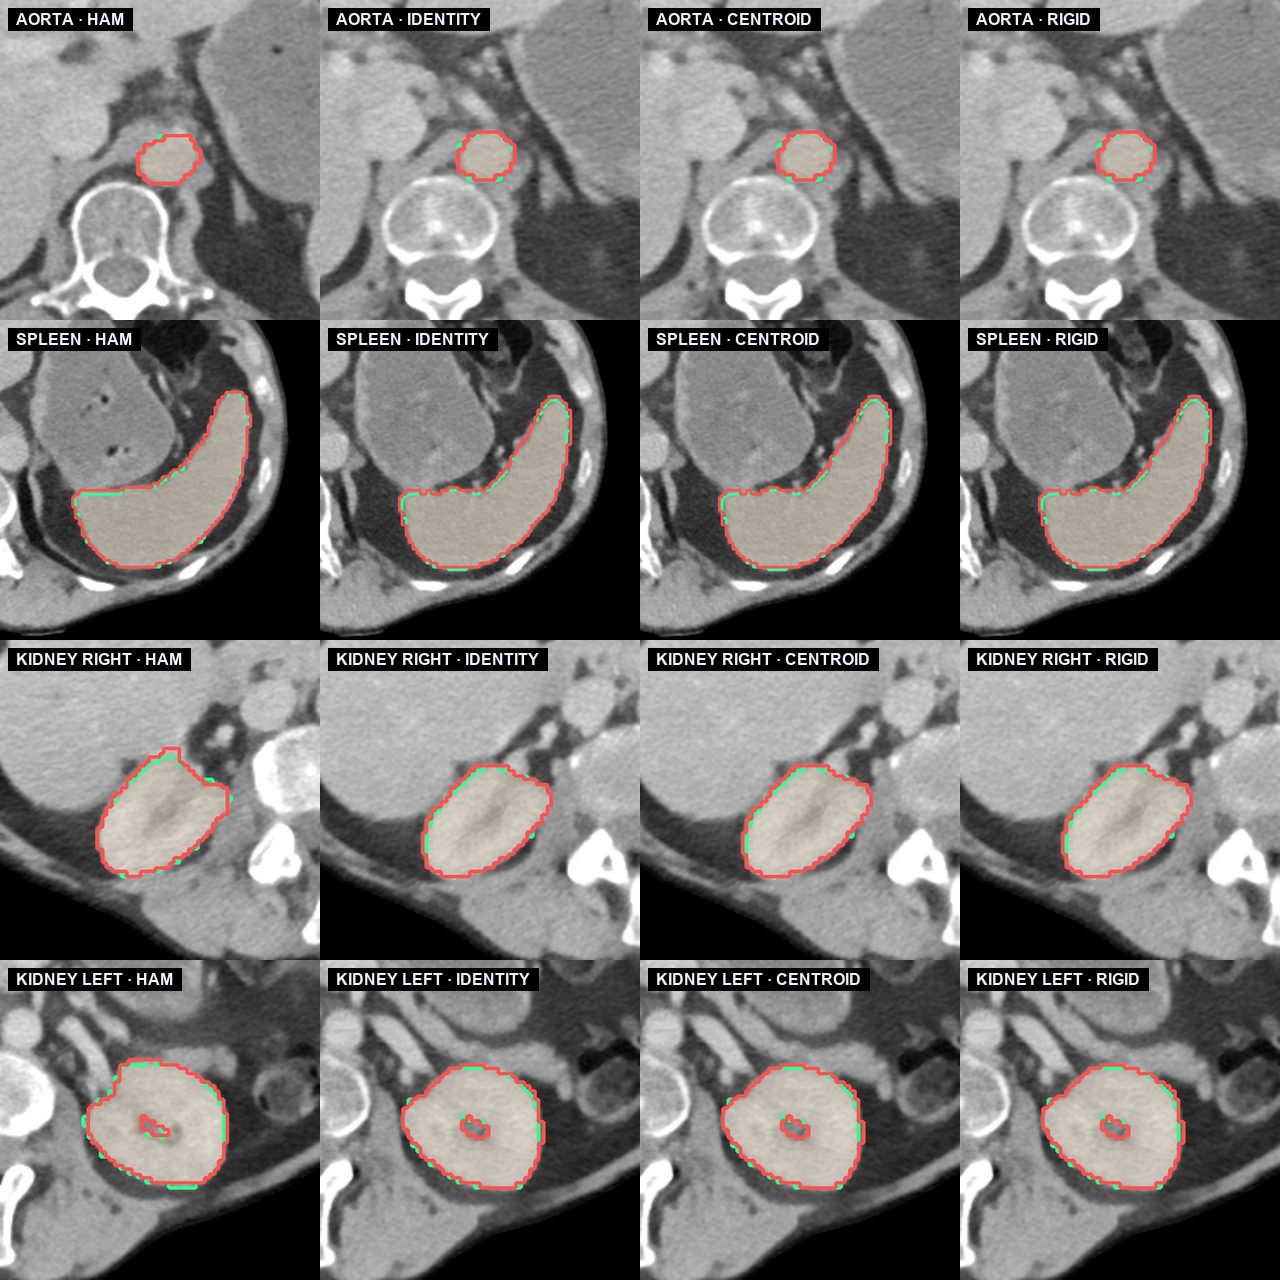 AORTA · HAM
AORTA · IDENTITY
AORTA · CENTROID
AORTA · RIGID
SPLEEN · HAM
SPLEEN · IDENTITY
SPLEEN · CENTROID
SPLEEN · RIGID
KIDNEY RIGHT · HAM
KIDNEY RIGHT · IDENTITY
KIDNEY RIGHT · CENTROID
KIDNEY RIGHT · RIGID
KIDNEY LEFT · HAM
KIDNEY LEFT · IDENTITY
KIDNEY LEFT · CENTROID
KIDNEY LEFT · RIGID